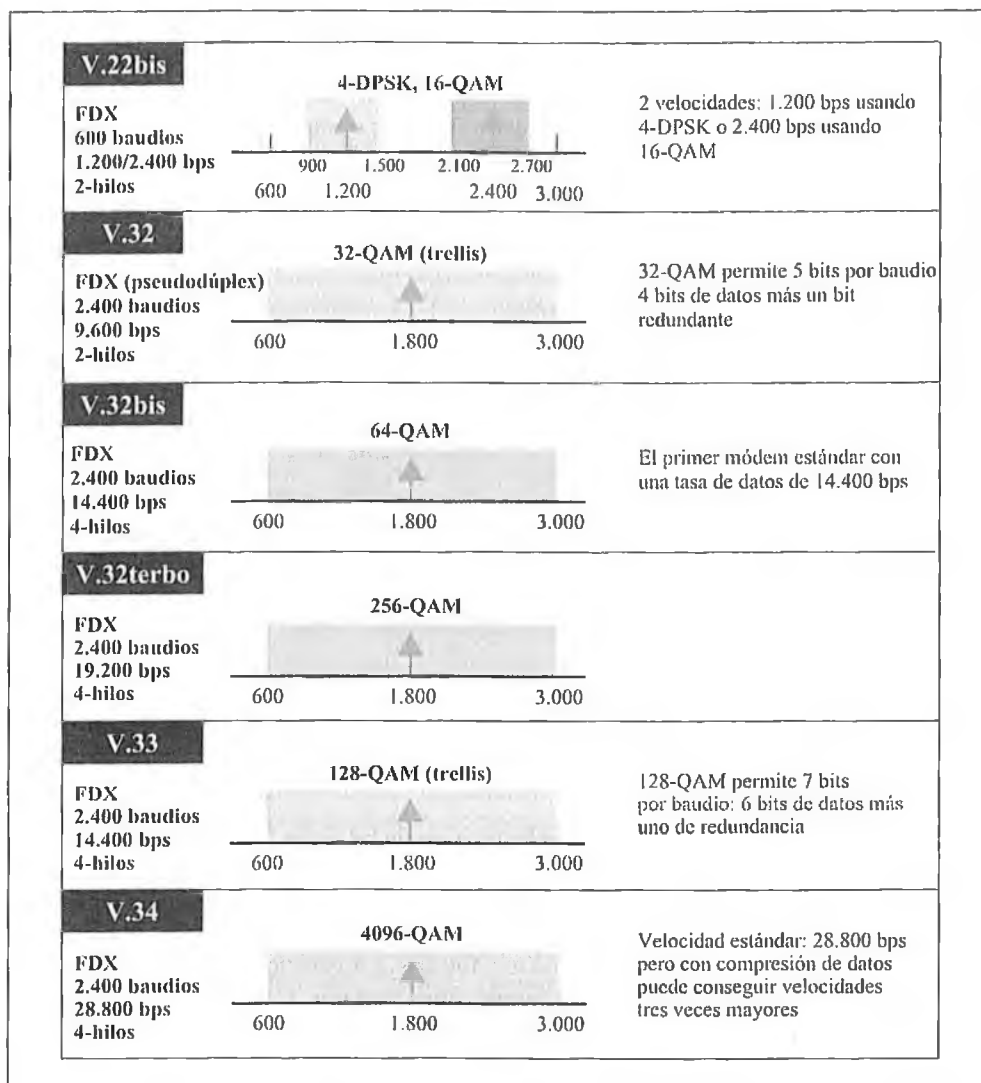 V.22bis
4-DPSK, 16-QAM
FDX
600 baudios
1.200/2.400 bps
2-hilos
900 1.500 2.100 2.700
600 1.200 2.400 3.000
2 velocidades: 1.200 bps usando
4-DPSK o 2.400 bps usando
16-QAM
V.32
32-QAM (trellis)
FDX (pseudodúplex)
2.400 baudios
9.600 bps
2-hilos
600 1.800 3.000
32-QAM permite 5 bits por baudio
4 bits de datos más un bit
redundante
V.32bis
64-QAM
FDX
2.400 baudios
14.400 bps
4-hilos
600 1.800 3.000
El primer módem estándar con
una tasa de datos de 14.400 bps
V.32terbo
256-QAM
FDX
2.400 baudios
19.200 bps
4-hilos
600 1.800 3.000
V.33
128-QAM (trellis)
FDX
2.400 baudios
14.400 bps
4-hilos
600 1.800 3.000
128-QAM permite 7 bits
por baudio: 6 bits de datos más
uno de redundancia
V.34
4096-QAM
FDX
2.400 baudios
28.800 bps
4-hilos
600 1.800 3.000
Velocidad estándar: 28.800 bps
pero con compresión de datos
puede conseguir velocidades
tres veces mayores